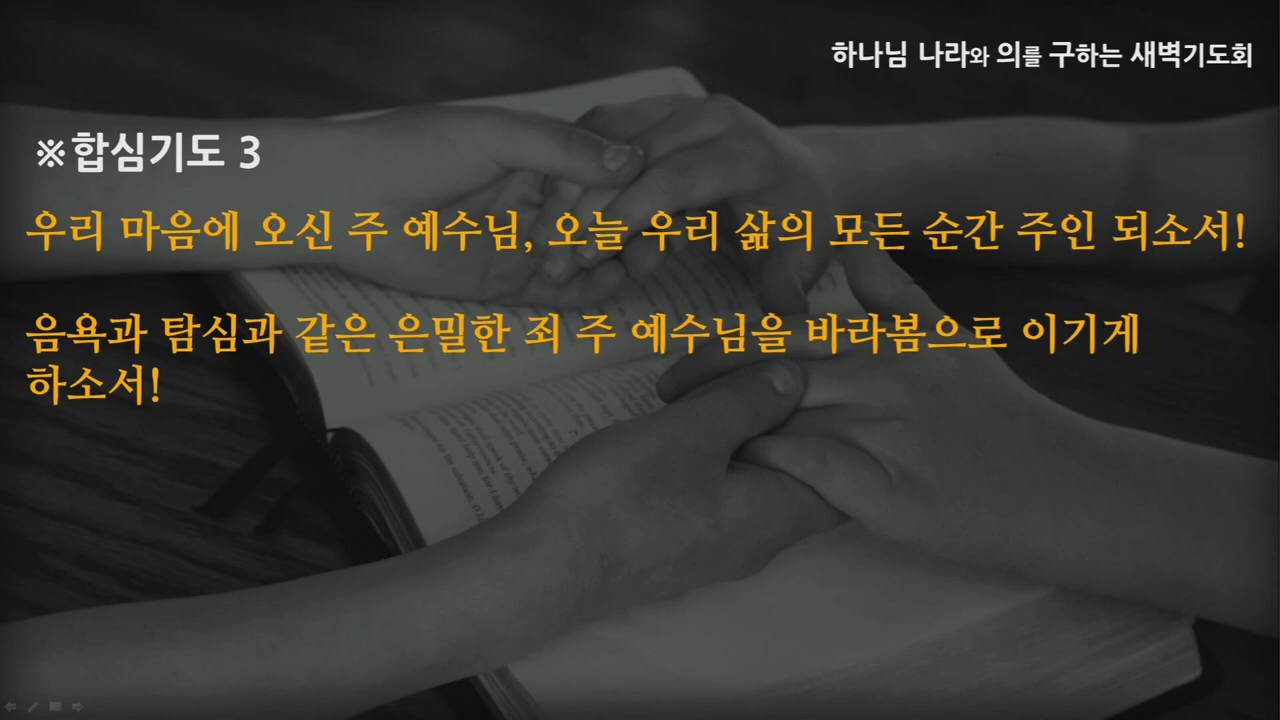 하나님 나라와 의를 구하는 새벽기도회
※합심기도 3
우리 마음에 오신 주 예수님, 오늘 우리 삶의 모든 순간 주인 되소서!
음욕과 탐심과 같은 은밀한 죄 주 예수님을 바라봄으로 이기게
하소서!